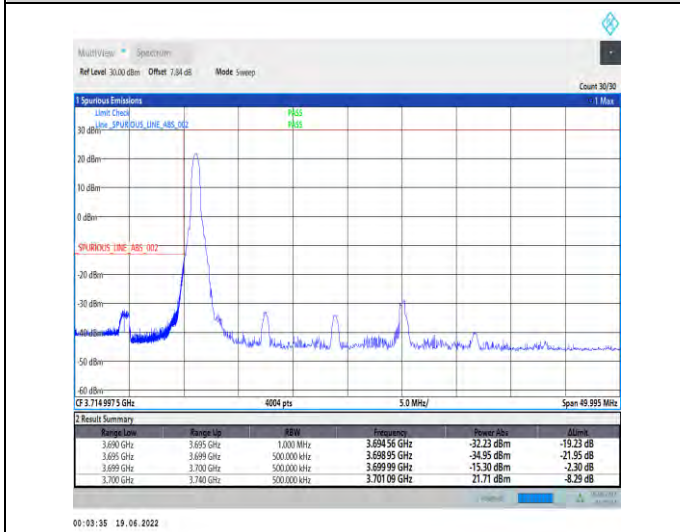 MultiView Spectrum
Ref Level 30.00 dBm Offset 7.84 dB Mode Sweep
Count 30/30
1 Spurious Emissions 1 Max
Limit Check PASS
Line _SPURIOUS_LINE_ABS_002 PASS
30 dBm
20 dBm
10 dBm
0 dBm
SPURIOUS_LINE_ABS_002
-20 dBm
-30 dBm
-40 dBm
-50 dBm
-60 dBm
CF 3.714 997 5 GHz 4004 pts 5.0 MHz/ Span 49.995 MHz
2 Result Summary
Range Low Range Up RBW Frequency Power Abs ΔLimit
3.690 GHz 3.695 GHz 1.000 MHz 3.694 56 GHz -32.23 dBm -19.23 dB
3.695 GHz 3.699 GHz 500.000 kHz 3.698 95 GHz -34.95 dBm -21.95 dB
3.699 GHz 3.700 GHz 500.000 kHz 3.699 99 GHz -15.30 dBm -2.30 dB
3.700 GHz 3.740 GHz 500.000 kHz 3.701 09 GHz 21.71 dBm -8.29 dB
00:03:35 19.06.2022